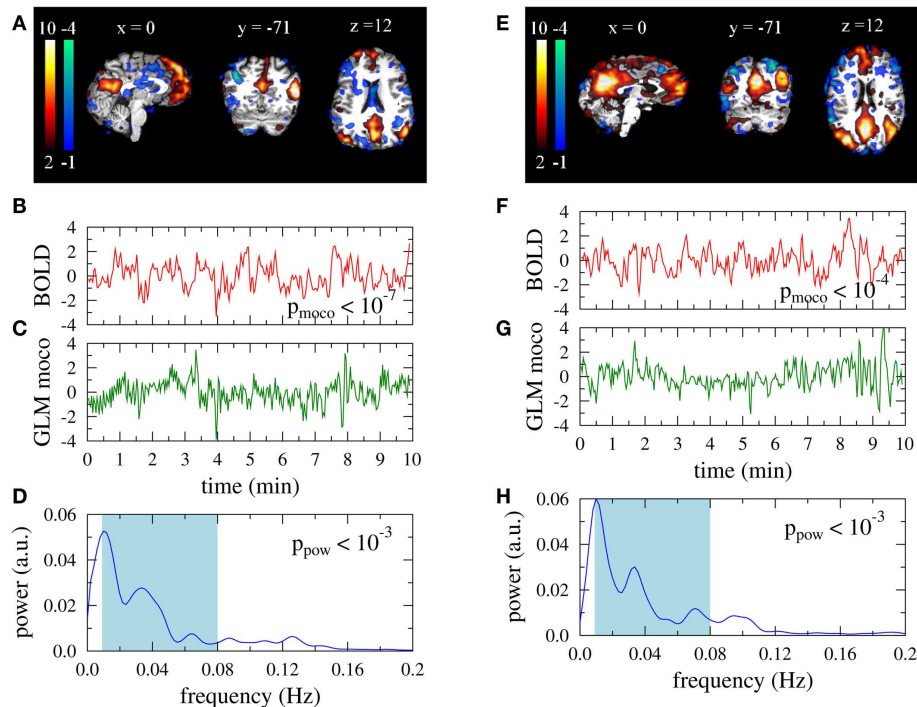 A
10 -4
x = 0
y = -71
z =12
2 -1
B
BOLD
4
2
0
-2
-4
p_moco < 10^-7
C
GLM moco
4
2
0
-2
-4
0 1 2 3 4 5 6 7 8 9 10
time (min)
D
power (a.u.)
0.06
0.04
0.02
0.0
p_pow < 10^-3
0.0 0.04 0.08 0.12 0.16 0.2
frequency (Hz)
E
10 -4
x = 0
y = -71
z =12
2 -1
F
BOLD
4
2
0
-2
-4
p_moco < 10^-4
G
GLM moco
4
2
0
-2
-4
0 1 2 3 4 5 6 7 8 9 10
time (min)
H
power (a.u.)
0.06
0.04
0.02
0.0
p_pow < 10^-3
0.0 0.04 0.08 0.12 0.16 0.2
frequency (Hz)